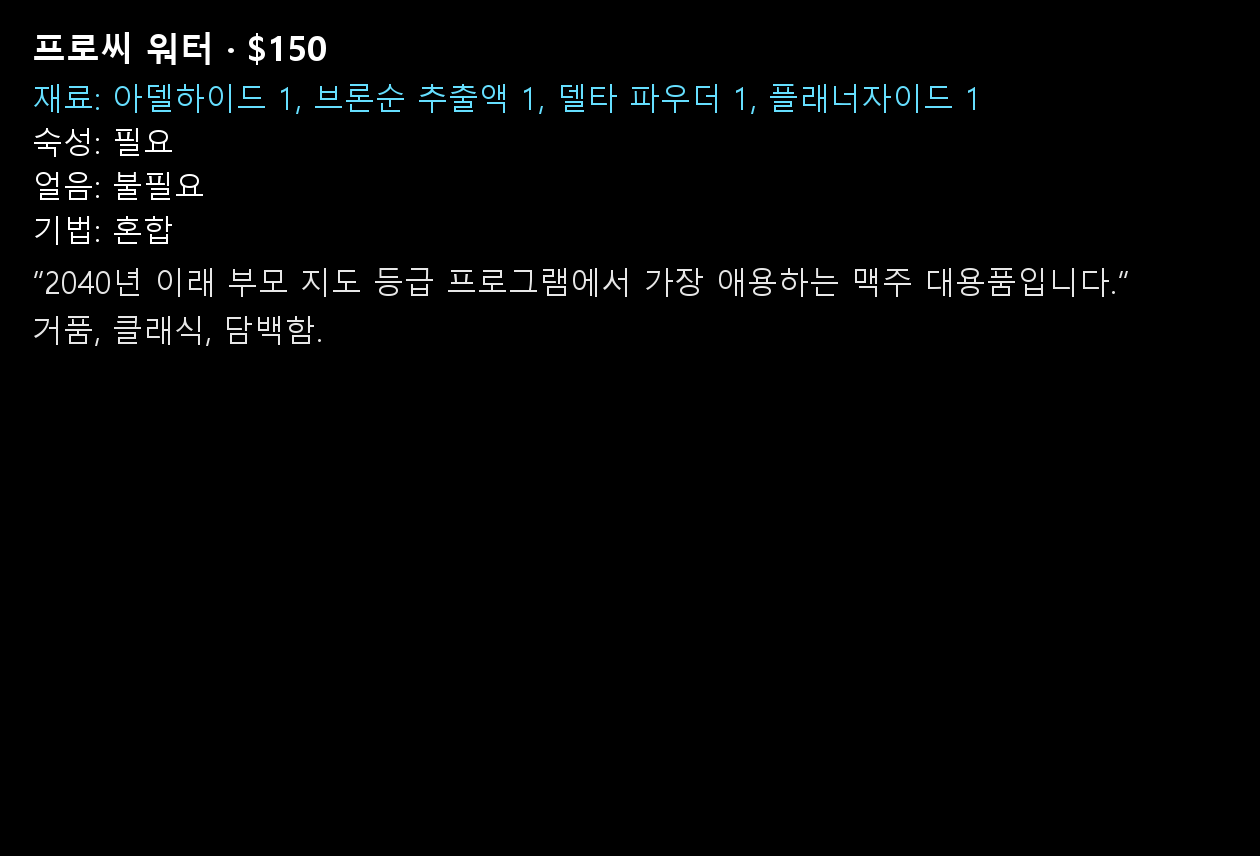 프로씨 워터 · $150
재료: 아델하이드 1, 브론슨 추출액 1, 델타 파우더 1, 플래너자이드 1
숙성: 필요
얼음: 불필요
기법: 혼합
"2040년 이래 부모 지도 등급 프로그램에서 가장 애용하는 맥주 대용품입니다."
거품, 클래식, 담백함.